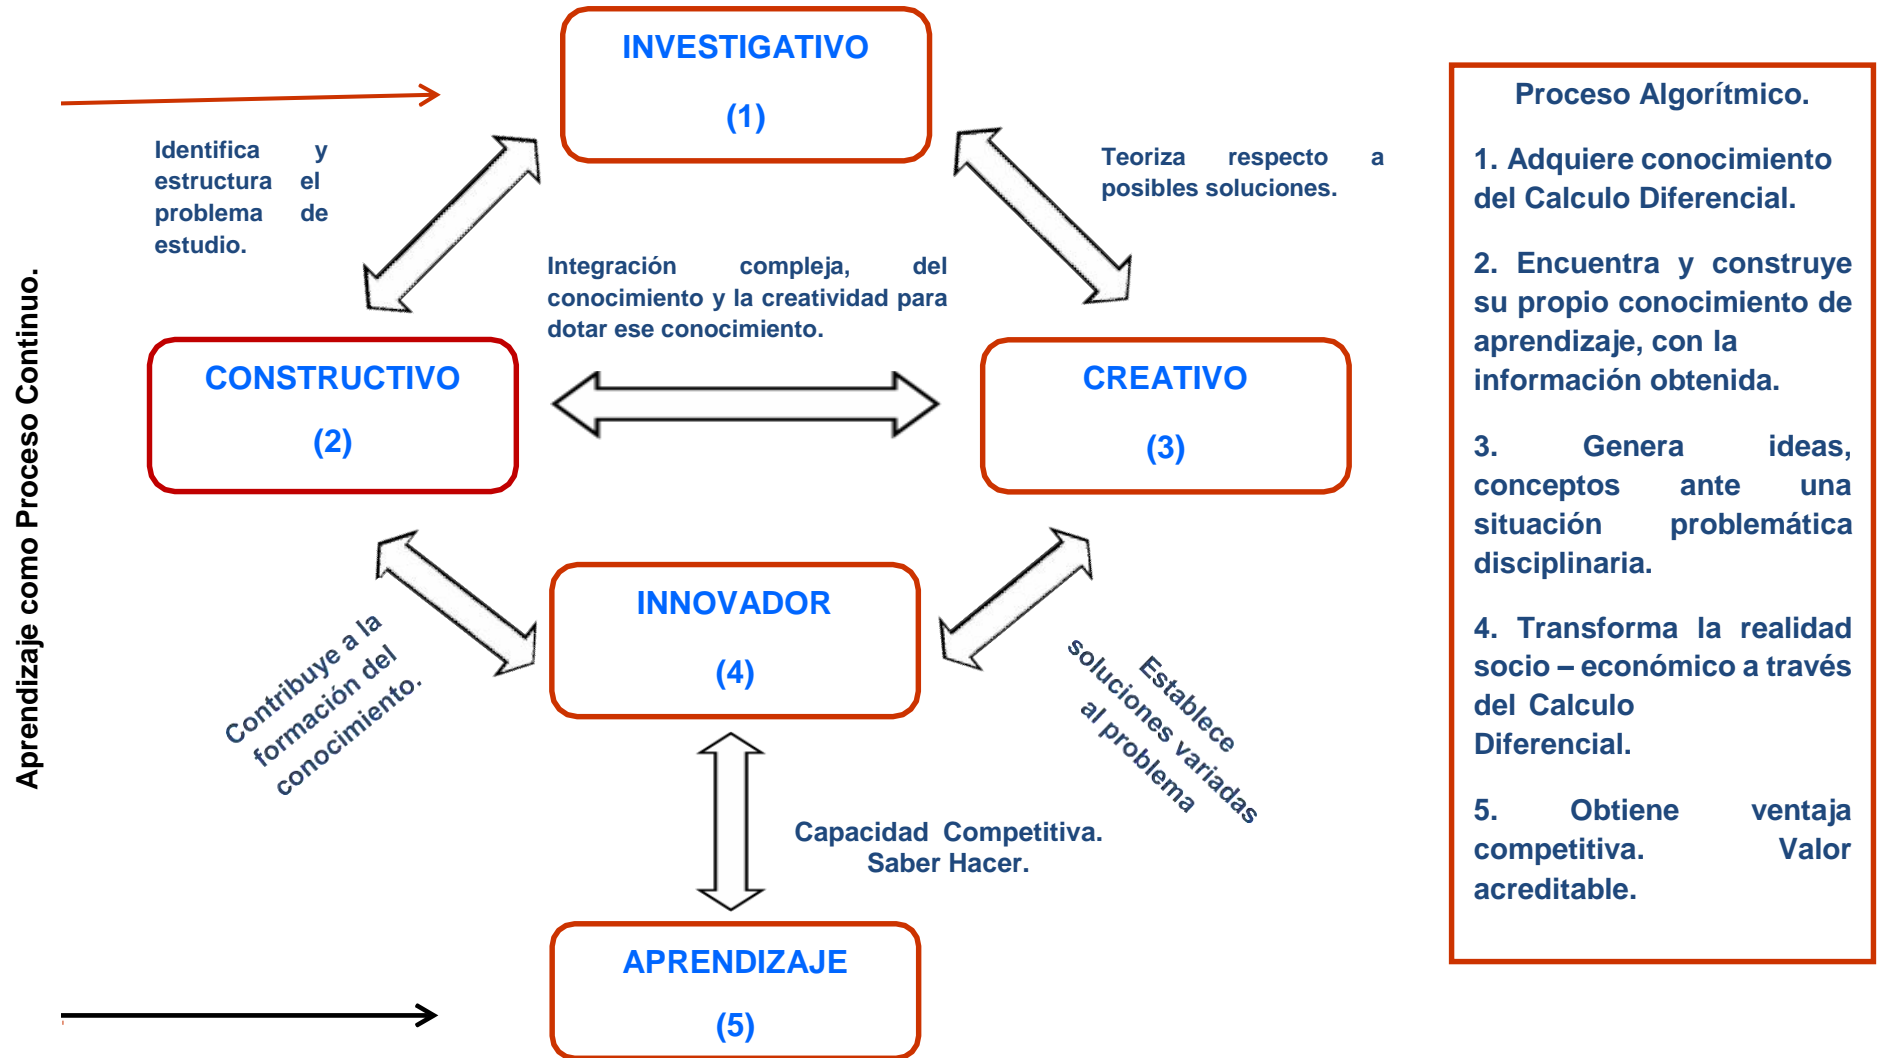 Aprendizaje como Proceso Continuo.
INVESTIGATIVO
(1)
Identifica y
estructura el
problema de
estudio.
Teoriza respecto a
posibles soluciones.
Integración compleja, del
conocimiento y la creatividad para
dotar ese conocimiento.
CONSTRUCTIVO
(2)
CREATIVO
(3)
INNOVADOR
(4)
Contribuye a la
formación del
conocimiento.
Establece
soluciones variadas
al problema
Capacidad Competitiva.
Saber Hacer.
APRENDIZAJE
(5)
Proceso Algorítmico.
1. Adquiere conocimiento
del Calculo Diferencial.
2. Encuentra y construye
su propio conocimiento de
aprendizaje, con la
información obtenida.
3. Genera ideas,
conceptos ante una
situación problemática
disciplinaria.
4. Transforma la realidad
socio – económico a través
del Calculo
Diferencial.
5. Obtiene ventaja
competitiva. Valor
acreditable.